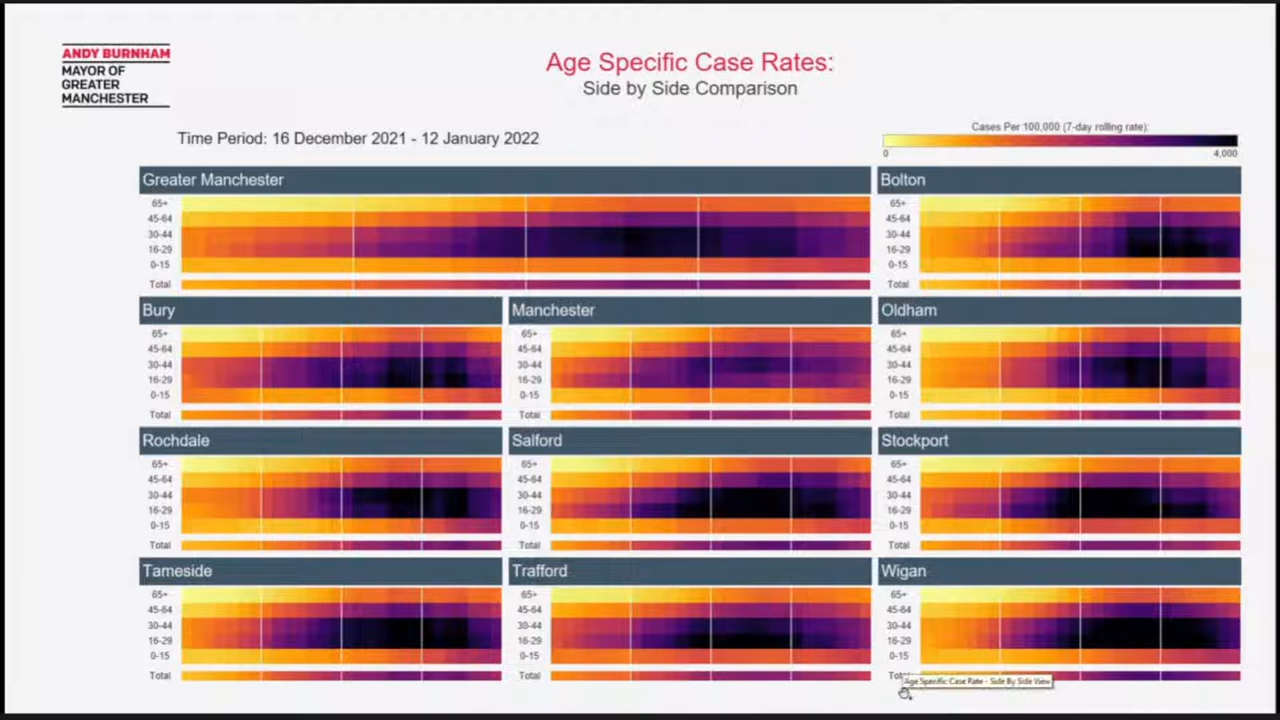 ANDY BURNHAM
MAYOR OF
GREATER
MANCHESTER
Age Specific Case Rates:
Side by Side Comparison
Time Period: 16 December 2021 - 12 January 2022
Cases Per 100,000 (7-day rolling rate):
0
4,000
Greater Manchester
65+
45-64
30-44
16-29
0-15
Total
Bolton
65+
45-64
30-44
16-29
0-15
Total
Bury
65+
45-64
30-44
16-29
0-15
Total
Manchester
65+
45-64
30-44
16-29
0-15
Total
Oldham
65+
45-64
30-44
16-29
0-15
Total
Rochdale
65+
45-64
30-44
16-29
0-15
Total
Salford
65+
45-64
30-44
16-29
0-15
Total
Stockport
65+
45-64
30-44
16-29
0-15
Total
Tameside
65+
45-64
30-44
16-29
0-15
Total
Trafford
65+
45-64
30-44
16-29
0-15
Total
Wigan
65+
45-64
30-44
16-29
0-15
Tot
Age Specific Case Rate - Side By Side View